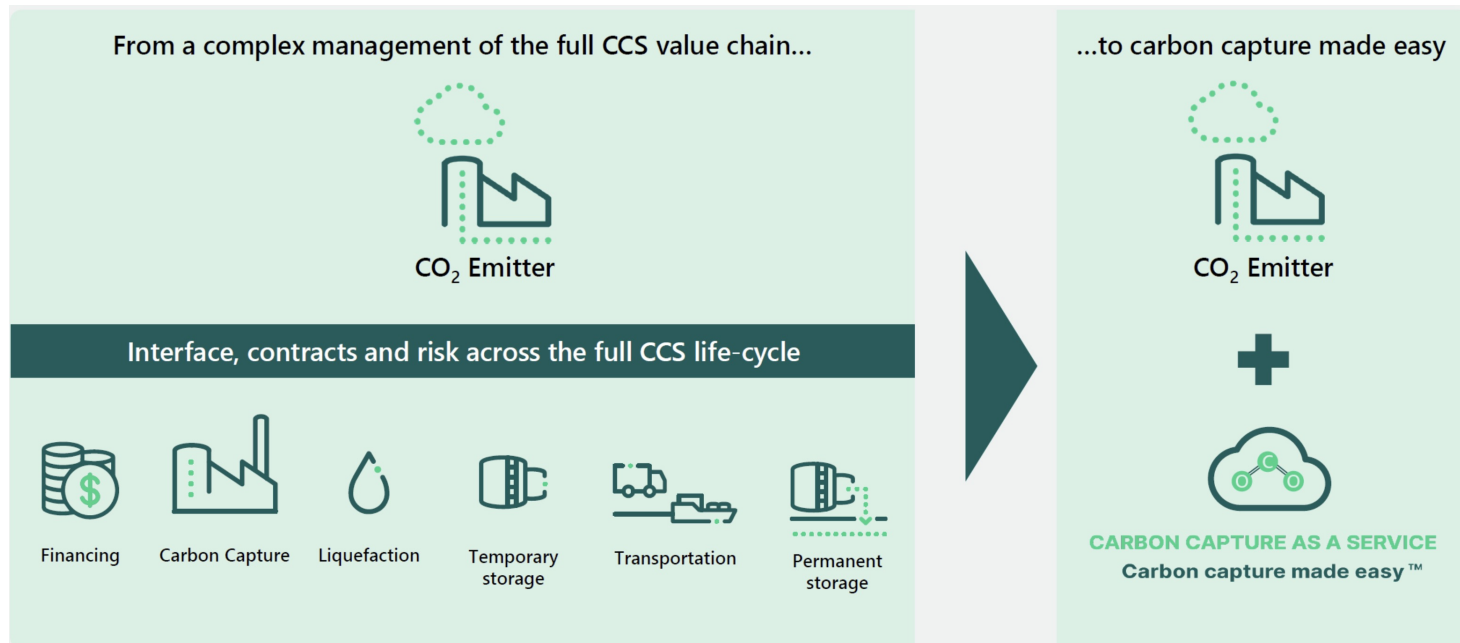 From a complex management of the full CCS value chain...
CO₂ Emitter
Interface, contracts and risk across the full CCS life-cycle
$
Financing
Carbon Capture
Liquefaction
Temporary
storage
Transportation
Permanent
storage
...to carbon capture made easy
CO₂ Emitter
O C O
CARBON CAPTURE AS A SERVICE
Carbon capture made easy™